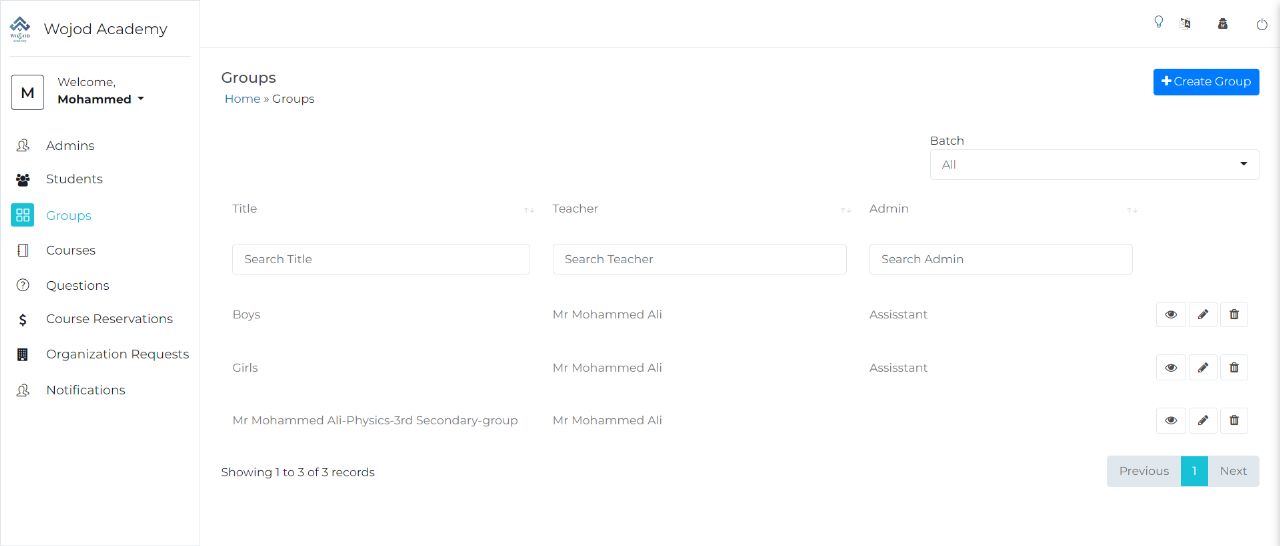 Wojod Academy
WOJOD
M
Welcome,
Mohammed
Admins
Students
Groups
Courses
Questions
Course Reservations
Organization Requests
Notifications
Groups
Home » Groups
Create Group
Batch
All
Title Teacher Admin
Search Title Search Teacher Search Admin
Boys Mr Mohammed Ali Assisstant
Girls Mr Mohammed Ali Assisstant
Mr Mohammed Ali-Physics-3rd Secondary-group Mr Mohammed Ali
Showing 1 to 3 of 3 records
Previous 1 Next